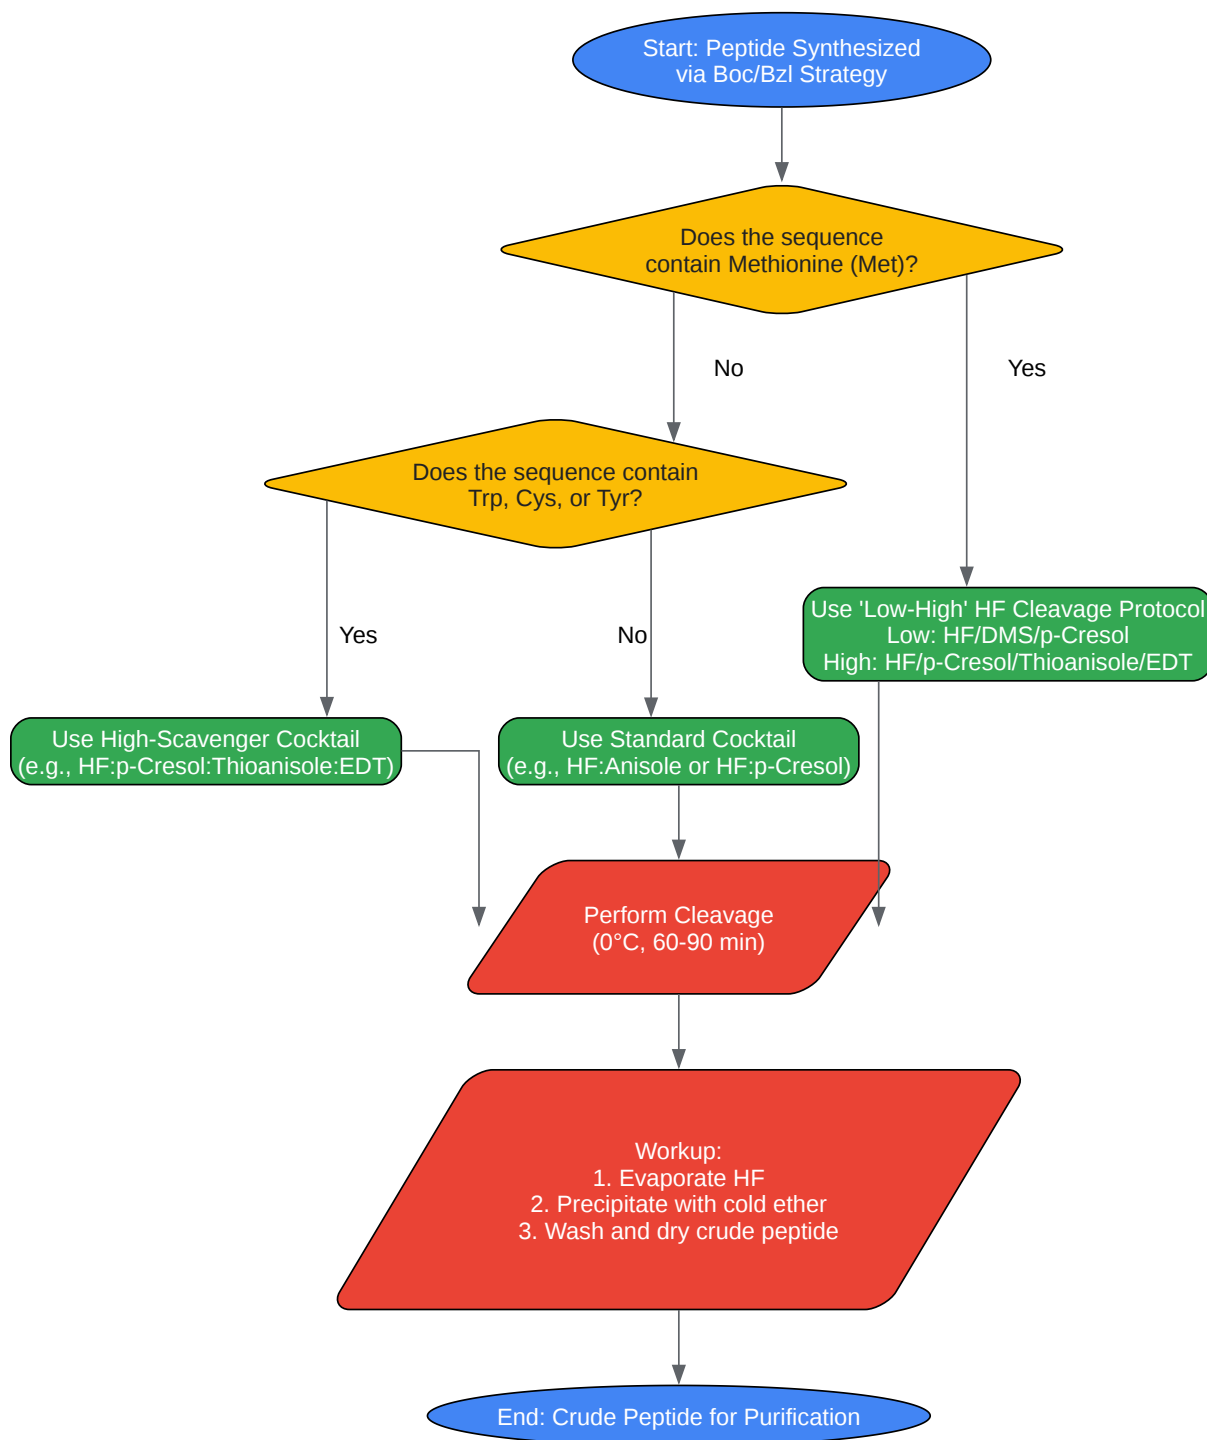 Start: Peptide Synthesized
via Boc/Bzl Strategy
Does the sequence
contain Methionine (Met)?
No
Yes
Does the sequence contain
Trp, Cys, or Tyr?
Use 'Low-High' HF Cleavage Protocol
Low: HF/DMS/p-Cresol
High: HF/p-Cresol/Thioanisole/EDT
Yes
No
Use High-Scavenger Cocktail
(e.g., HF:p-Cresol:Thioanisole:EDT)
Use Standard Cocktail
(e.g., HF:Anisole or HF:p-Cresol)
Perform Cleavage
(0°C, 60-90 min)
Workup:
1. Evaporate HF
2. Precipitate with cold ether
3. Wash and dry crude peptide
End: Crude Peptide for Purification